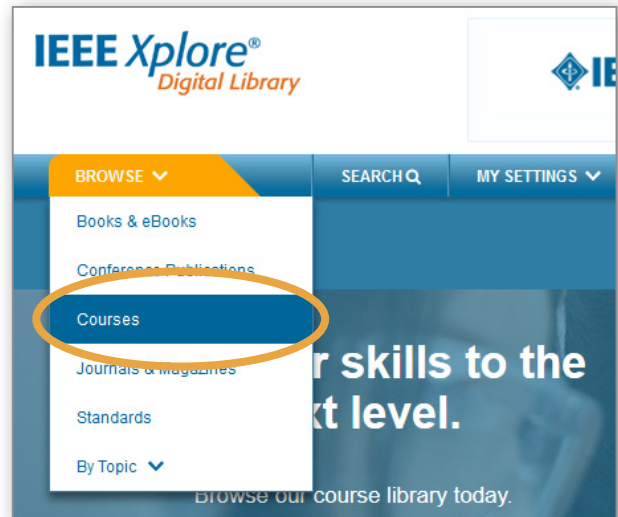 IEEE Xplore®
Digital Library
IE
BROWSE
SEARCH
MY SETTINGS
Books & eBooks
Conference Publications
Courses
Journals & Magazines
Standards
By Topic
r skills to the
xt level.
Browse our course library today.